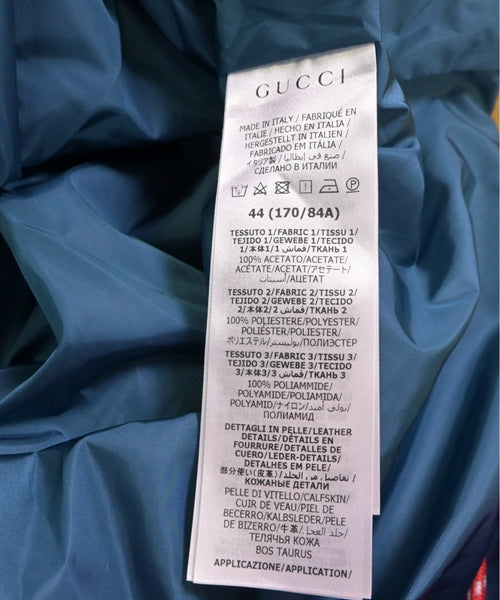 GUCCI
MADE IN ITALY / FABRIQUÉ EN
ITALIE / HECHO EN ITALIA /
HERGESTELLT IN ITALIEN /
FABRICADO EM ITÁLIA /
イタリア製 / صنع في إيطاليا /
СДЕЛАНО В ИТАЛИИ
44 (170/84A)
TESSUTO 1/FABRIC 1/TISSU 1/
TEJIDO 1/GEWEBE 1/TECIDO
1/本体1/قماش 1/ТКАНЬ 1
100% ACETATO/ACETATE/
ACÉTATE/ACETAT/アセテート/
أسيتات/АЦЕТАТ
TESSUTO 2/FABRIC 2/TISSU 2/
TEJIDO 2/GEWEBE 2/TECIDO
2/本体2/قماش 2/ТКАНЬ 2
100% POLIESTERE/POLYESTER/
POLIÉSTER/POLIÉSTER/
ポリエステル/بوليستر/ПОЛИЭСТЕР
TESSUTO 3/FABRIC 3/TISSU 3/
TEJIDO 3/GEWEBE 3/TECIDO
3/本体3/قماش 3/ТКАНЬ 3
100% POLIAMMIDE/
POLYAMIDE/POLIAMIDA/
POLYAMID/ナイロン/بولي أميد/
ПОЛИАМИД
DETTAGLI IN PELLE/LEATHER
DETAILS/DÉTAILS EN
FOURRURE/DETALLES DE
CUERO/LEDER-DETAILS/
DETALHES EM PELE/
部分使い(皮革)/تفاصيل من الجلد/
КОЖАНЫЕ ДЕТАЛИ
PELLE DI VITELLO/CALFSKIN/
CUIR DE VEAU/PIEL DE
BECERRO/KALBSLEDER/PELE
DE BIZERRO/牛革/جلد العجل/
ТЕЛЯЧЬЯ КОЖА
BOS TAURUS
APPLICAZIONE/APPLICATION/